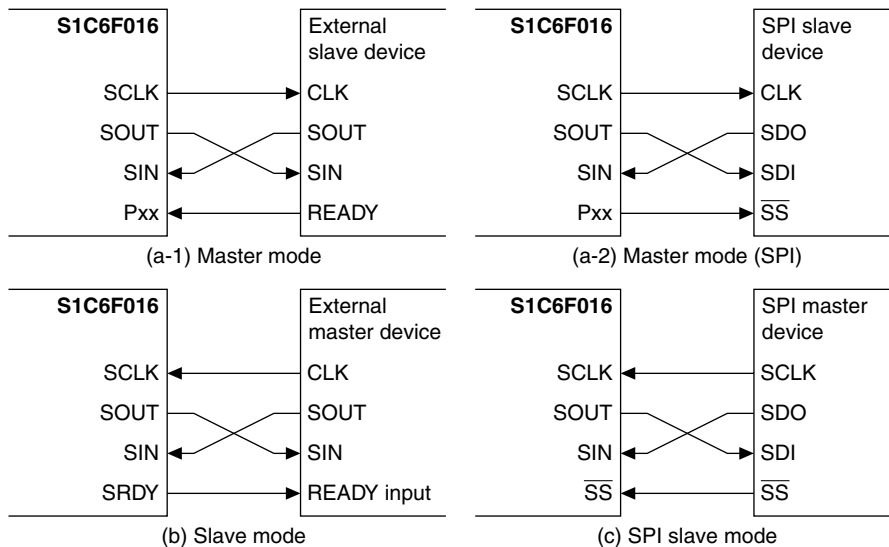 S1C6F016
External
slave device
SCLK
CLK
SOUT
SOUT
SIN
SIN
Pxx
READY
(a-1) Master mode
S1C6F016
SPI slave
device
SCLK
CLK
SOUT
SDO
SIN
SDI
Pxx
S̅S̅
(a-2) Master mode (SPI)
S1C6F016
External
master device
SCLK
CLK
SOUT
SOUT
SIN
SIN
SRDY
READY input
(b) Slave mode
S1C6F016
SPI master
device
SCLK
SCLK
SOUT
SDO
SIN
SDI
S̅S̅
S̅S̅
(c) SPI slave mode